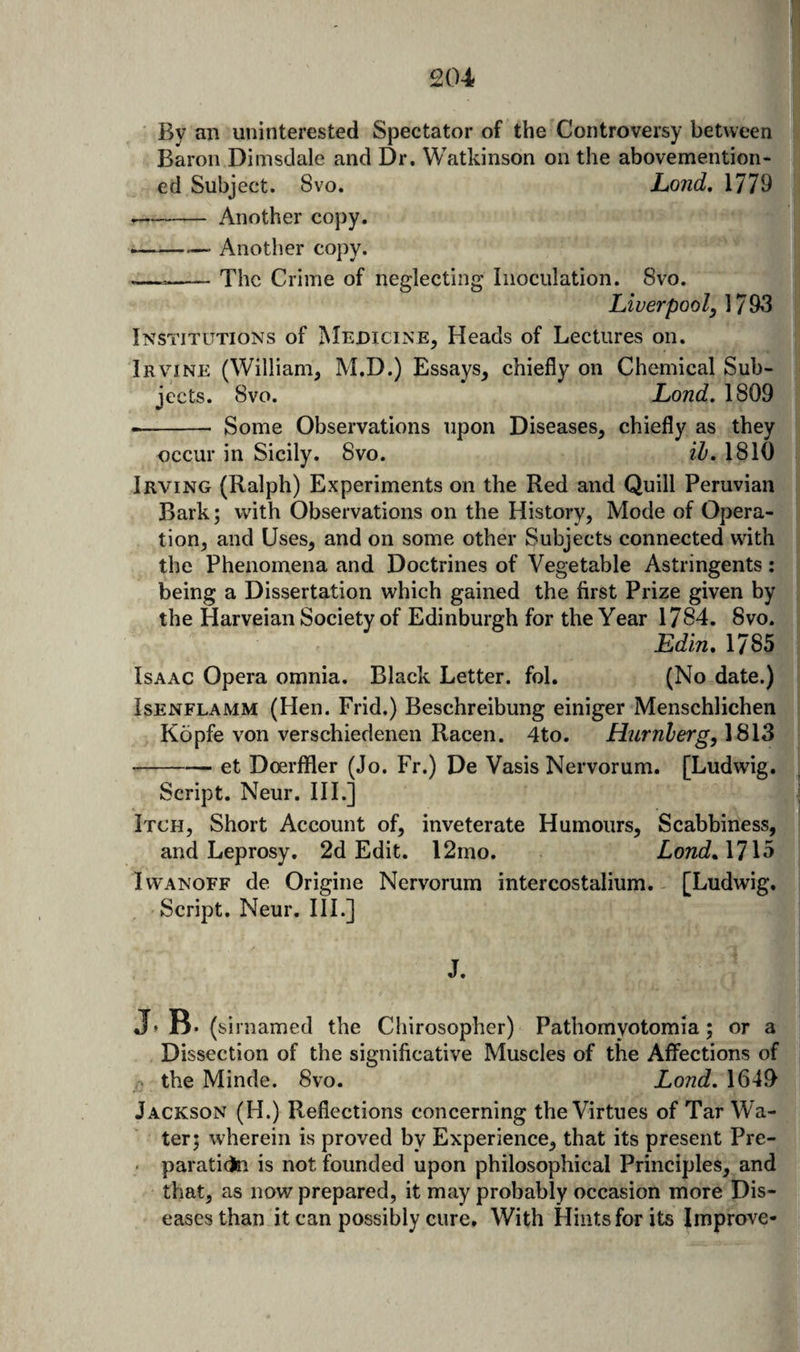 204
By an uninterested Spectator of the Controversy between
Baron Dimsdale and Dr. Watkinson on the abovemention-
ed Subject. 8vo. Lond. 1779
——— Another copy.
——— Another copy.
——— The Crime of neglecting Inoculation. 8vo.
Liverpool, 1793
Institutions of Medicine, Heads of Lectures on.
Irvine (William, M.D.) Essays, chiefly on Chemical Sub-
jects. 8vo. Lond. 1809
——— Some Observations upon Diseases, chiefly as they
occur in Sicily. 8vo. ib. 1810
Irving (Ralph) Experiments on the Red and Quill Peruvian
Bark; with Observations on the History, Mode of Opera-
tion, and Uses, and on some other Subjects connected with
the Phenomena and Doctrines of Vegetable Astringents:
being a Dissertation which gained the first Prize given by
the Harveian Society of Edinburgh for the Year 1784. 8vo.
Edin. 1785
Isaac Opera omnia. Black Letter. fol. (No date.)
Isenflamm (Hen. Frid.) Beschreibung einiger Menschlichen
Köpfe von verschiedenen Racen. 4to. Hurnberg, 1813
——— et Dœrffler (Jo. Fr.) De Vasis Nervorum. [Ludwig.
Script. Neur. III.]
Itch, Short Account of, inveterate Humours, Scabbiness,
and Leprosy. 2d Edit. 12mo. Lond. 1715
Iwanoff de Origine Nervorum intercostalium. [Ludwig.
Script. Neur. III.]
J.
J. B. (sirnamed the Chirosopher) Pathomyotomia; or a
Dissection of the significative Muscles of the Affections of
the Minde. 8vo. Lond. 1649
Jackson (H.) Reflections concerning the Virtues of Tar Wa-
ter; wherein is proved by Experience, that its present Pre-
paration is not founded upon philosophical Principles, and
that, as now prepared, it may probably occasion more Dis-
eases than it can possibly cure. With Hints for its Improve-